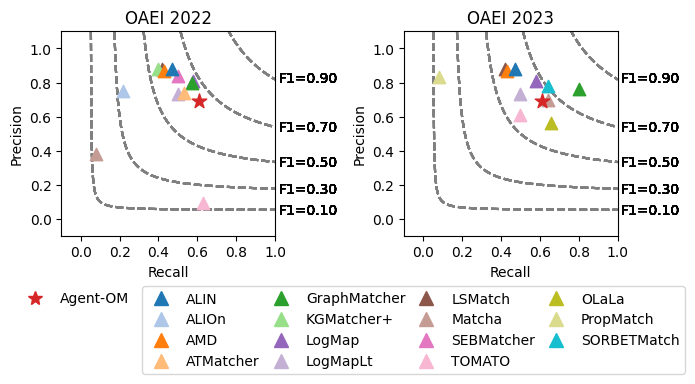 OAEI 2022
1.0
0.8
0.6
0.4
0.2
0.0
Precision
0.0 0.2 0.4 0.6 0.8 1.0
Recall
F1=0.90
F1=0.70
F1=0.50
F1=0.30
F1=0.10
OAEI 2023
1.0
0.8
0.6
0.4
0.2
0.0
Precision
0.0 0.2 0.4 0.6 0.8 1.0
Recall
F1=0.90
F1=0.70
F1=0.50
F1=0.30
F1=0.10
Agent-OM
ALIN
ALIOn
AMD
ATMatcher
GraphMatcher
KGMatcher+
LogMap
LogMapLt
LSMatch
Matcha
SEBMatcher
TOMATO
OLaLa
PropMatch
SORBETMatch